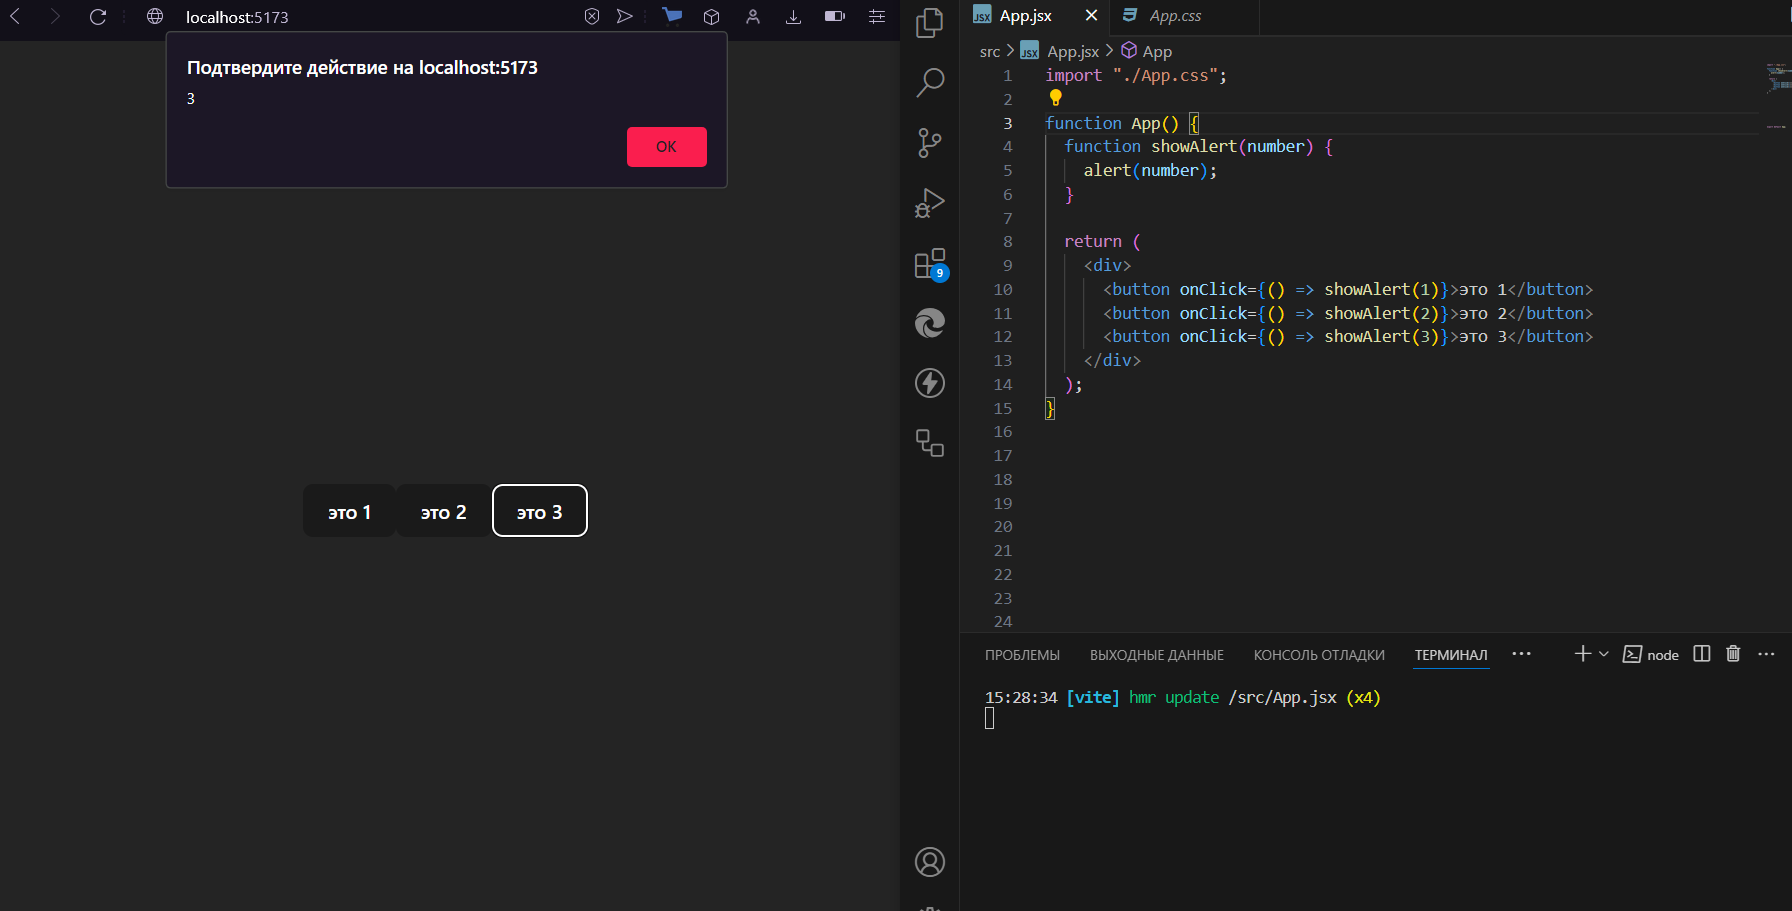 localhost:5173
Подтвердите действие на localhost:5173
3
OK
это 1
это 2
это 3
9
JSX App.jsx
App.css
src > JSX App.jsx > App
1 import "./App.css";
2
3 function App() {
4 function showAlert(number) {
5 alert(number);
6 }
7
8 return (
9 <div>
10 <button onClick={() => showAlert(1)}>это 1</button>
11 <button onClick={() => showAlert(2)}>это 2</button>
12 <button onClick={() => showAlert(3)}>это 3</button>
13 </div>
14 );
15 }
16
17
18
19
20
21
22
23
24
ПРОБЛЕМЫ ВЫХОДНЫЕ ДАННЫЕ КОНСОЛЬ ОТЛАДКИ ТЕРМИНАЛ ··· node
15:28:34 [vite] hmr update /src/App.jsx (x4)